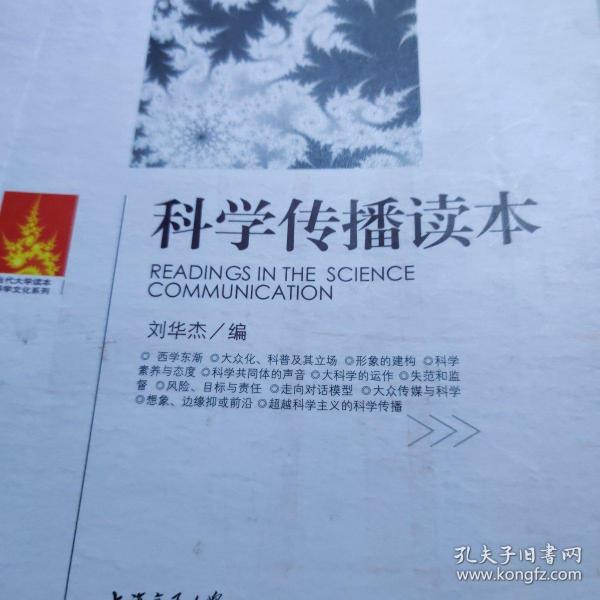 科学传播读本
READINGS IN THE SCIENCE
COMMUNICATION
当代大学读本
科学文化系列
刘华杰/编
◎ 西学东渐 ◎大众化、科普及其立场 ◎形象的建构 ◎科学
素养与态度 ◎科学共同体的声音 ◎大科学的运作 ◎失范和监
督 ◎风险、目标与责任 ◎走向对话模型 ◎大众传媒与科学
◎想象、边缘抑或前沿 ◎超越科学主义的科学传播
孔夫子旧书网
www.kongfz.com